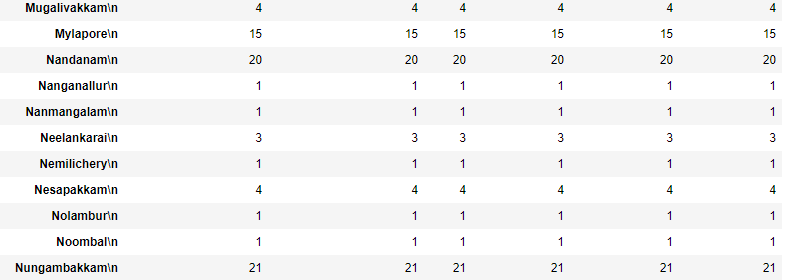 Mugalivakkam\n 4 4 4 4 4 4
Mylapore\n 15 15 15 15 15 15
Nandanam\n 20 20 20 20 20 20
Nanganallur\n 1 1 1 1 1 1
Nanmangalam\n 1 1 1 1 1 1
Neelankarai\n 3 3 3 3 3 3
Nemilichery\n 1 1 1 1 1 1
Nesapakkam\n 4 4 4 4 4 4
Nolambur\n 1 1 1 1 1 1
Noombal\n 1 1 1 1 1 1
Nungambakkam\n 21 21 21 21 21 21